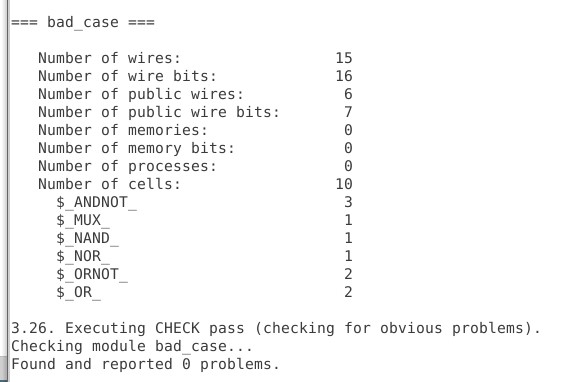 === bad_case ===
Number of wires: 15
Number of wire bits: 16
Number of public wires: 6
Number of public wire bits: 7
Number of memories: 0
Number of memory bits: 0
Number of processes: 0
Number of cells: 10
$_ANDNOT_ 3
$_MUX_ 1
$_NAND_ 1
$_NOR_ 1
$_ORNOT_ 2
$_OR_ 2
3.26. Executing CHECK pass (checking for obvious problems).
Checking module bad_case...
Found and reported 0 problems.